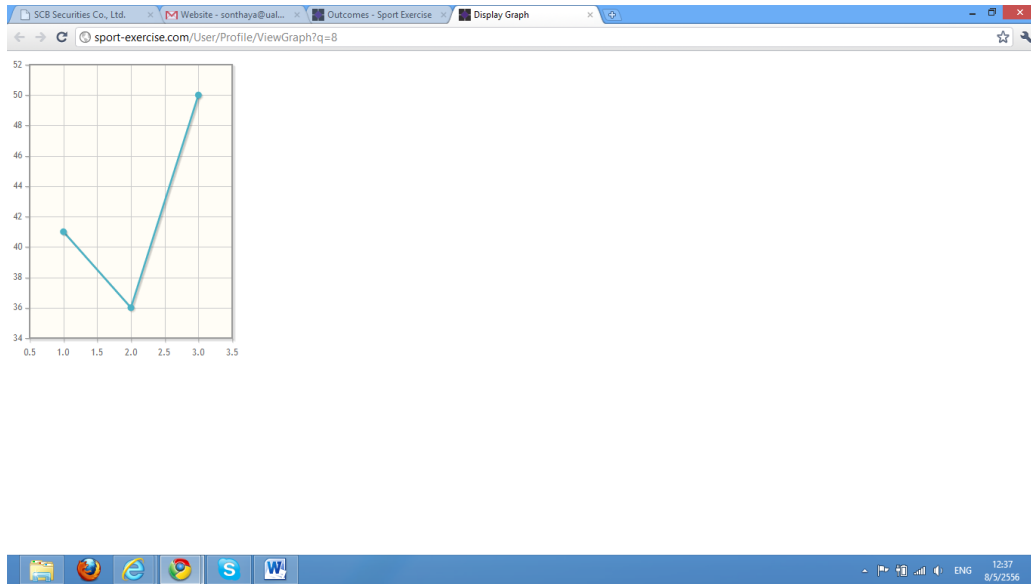 SCB Securities Co., Ltd. Website - sonthaya@ual... Outcomes - Sport Exercise Display Graph
sport-exercise.com/User/Profile/ViewGraph?q=8
52
50
48
46
44
42
40
38
36
34
0.5 1.0 1.5 2.0 2.5 3.0 3.5
ENG 12:37
8/5/2556